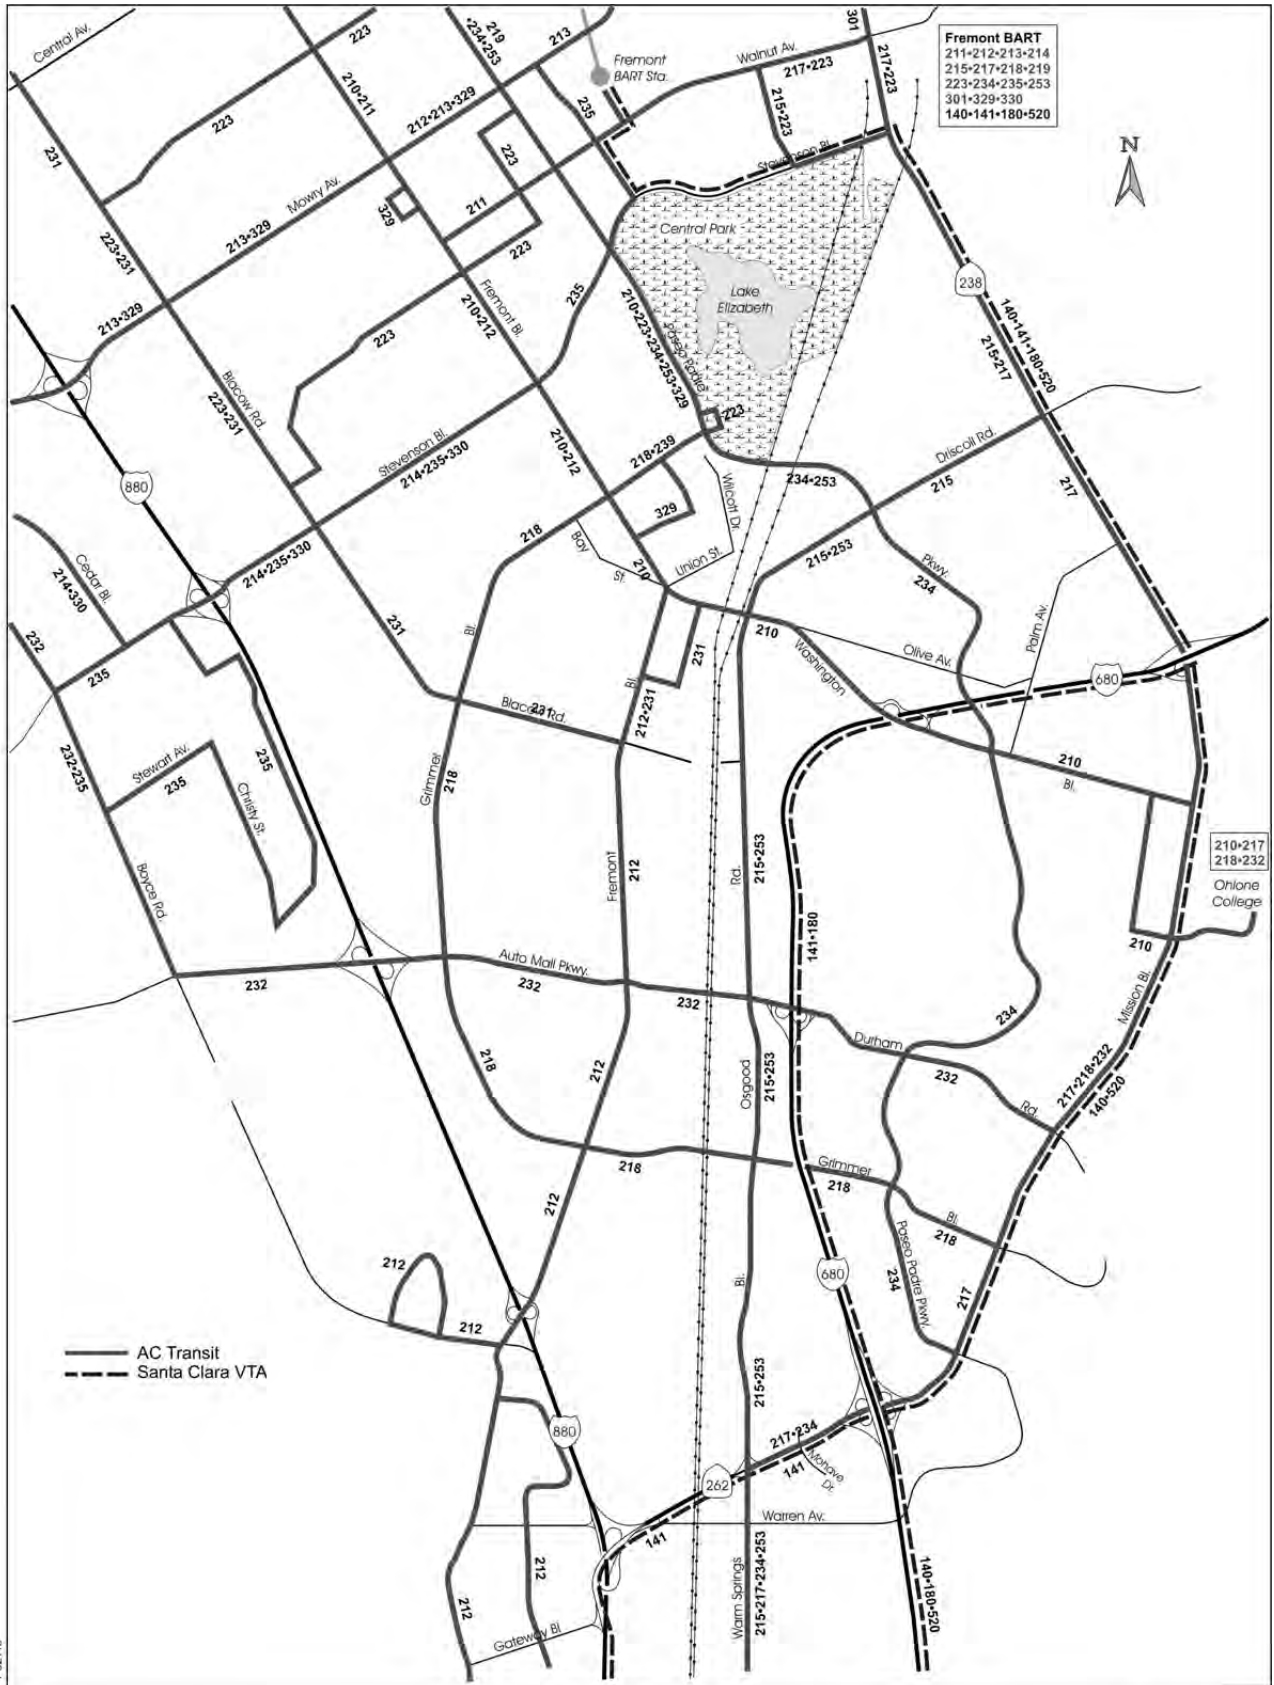 Central Av.
223
219
•234•253
213
301
Fremont
BART Sta.
Walnut Av.
217•223
217•223
Fremont BART
211•212•213•214
215•217•218•219
223•234•235•253
301•329•330
140•141•180•520
N
210•211
212•213•329
235
215•223
223
231
223
Stevenson Bl.
Mowry Av.
329
211
213•329
223
Central Park
223•231
Lake
Elizabeth
238
Fremont Bl.
210•212
235
210•223•234•253•329
Paseo Padre
140•141•180•520
215•217
213•329
223
Blacow Rd.
223•231
223
218•239
Driscoll Rd.
Stevenson Bl.
214•235•330
210•212
880
234•253
215
217
Wilcott Dr.
329
218
Bay
St.
Union St.
210
215•253
Pkwy.
234
Cedar Bl.
214•330
214•235•330
231
232
Bl.
231
210
Washington
Olive Av.
Palm Av.
235
Bl.
212•231
680
Blacow Rd.
231
232•235
Stewart Av.
235
235
Christy St.
Grimmer
218
210
Bl.
Fremont
212
Rd.
215•253
210•217
218•232
Ohlone
College
Boyce Rd.
141•180
210
Auto Mall Pkwy.
232
232
232
Mission Bl.
234
Durham
232
Rd.
218
212
Osgood
215•253
217•218•232
140•520
218
Grimmer
218
212
Bl.
218
Paseo Padre Pkwy.
234
212
680
Bl.
217
212
AC Transit
Santa Clara VTA
215•253
880
217•234
141
Mohave
Dr.
262
Warren Av.
141
212
212
Warm Springs
215•217•234•253
140•180•520
Gateway Bl